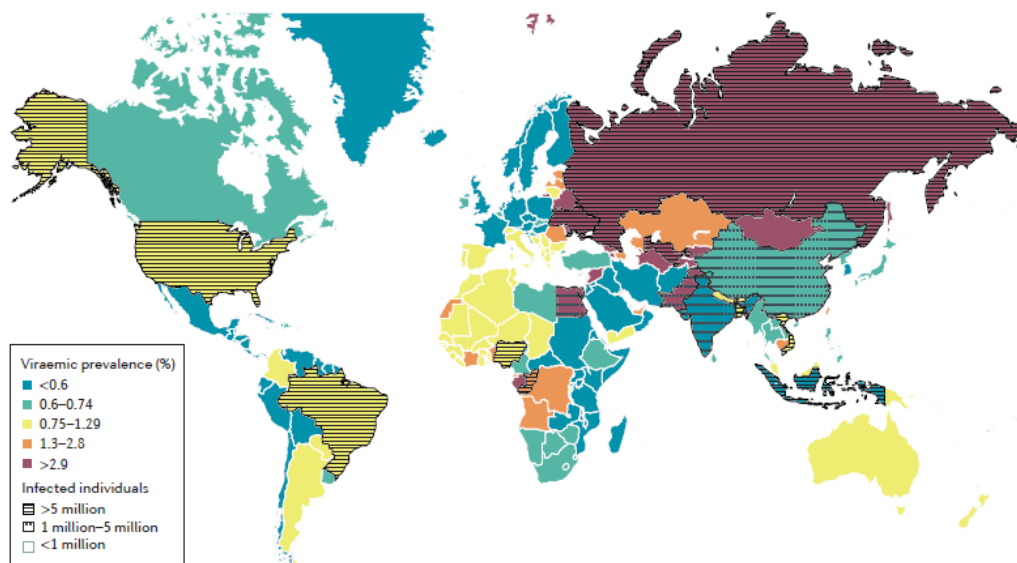 Viraemic prevalence (%)
<0.6
0.6–0.74
0.75–1.29
1.3–2.8
>2.9
Infected individuals
>5 million
1 million–5 million
<1 million